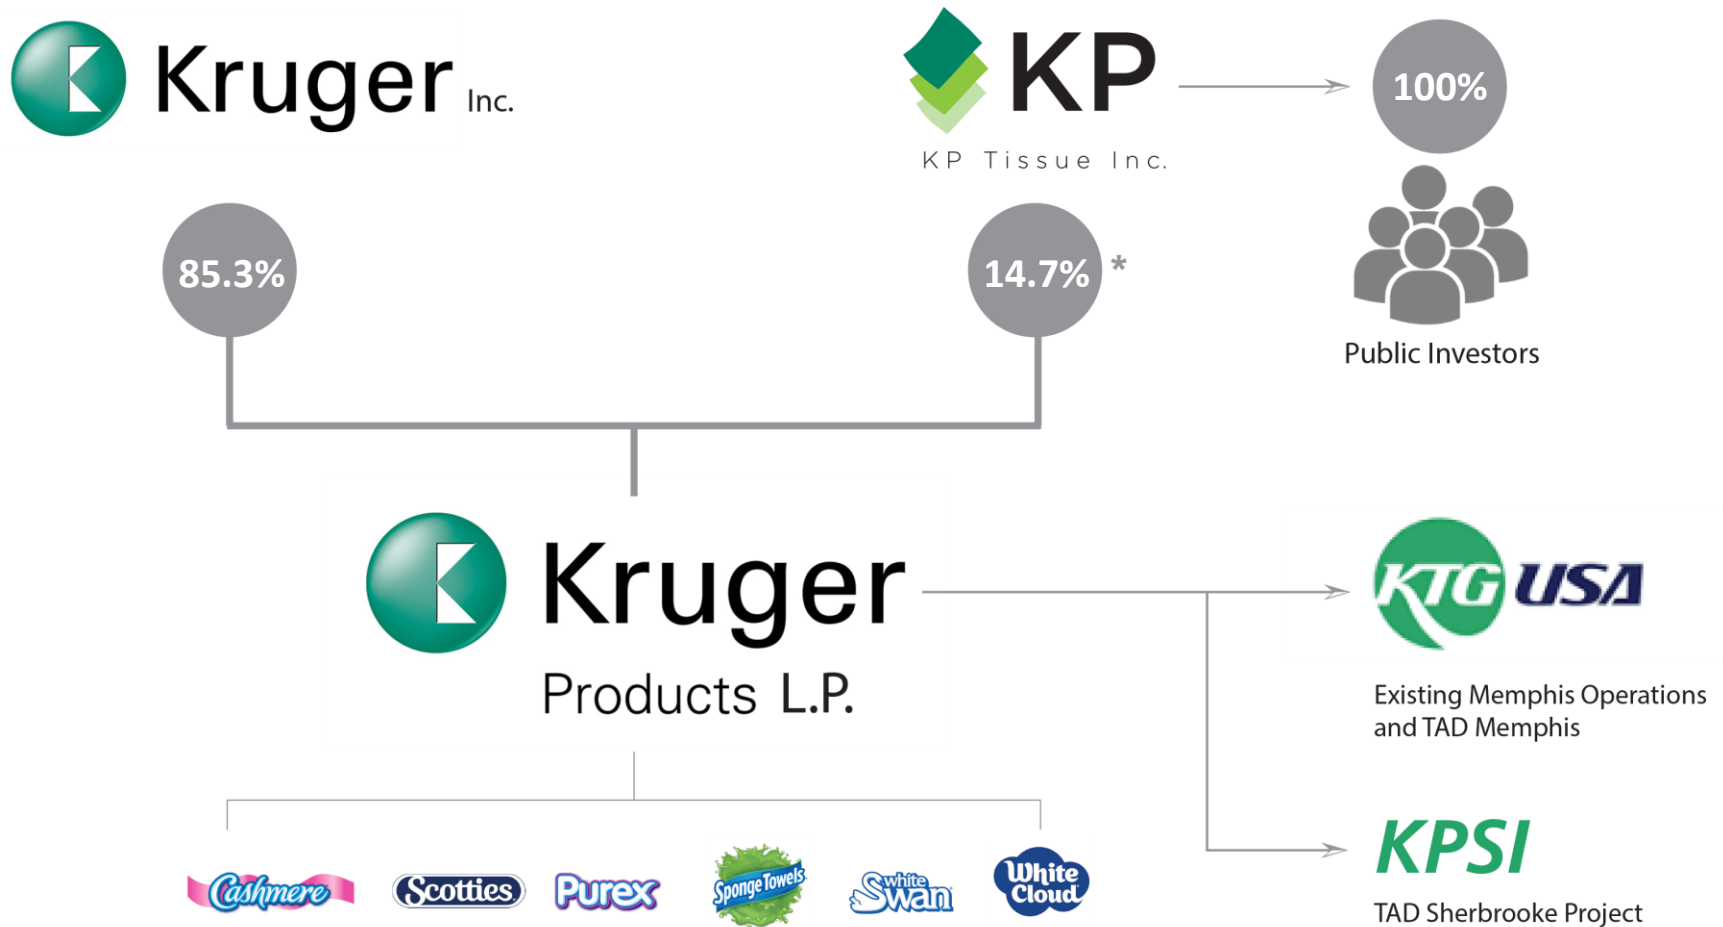 Kruger Inc.
KP
KP Tissue Inc.
100%
85.3%
14.7% *
Public Investors
Kruger
Products L.P.
KTG USA
Existing Memphis Operations
and TAD Memphis
KPSI
TAD Sherbrooke Project
Cashmere
Scotties
Purex
SpongeTowels
white
Swan
White
Cloud